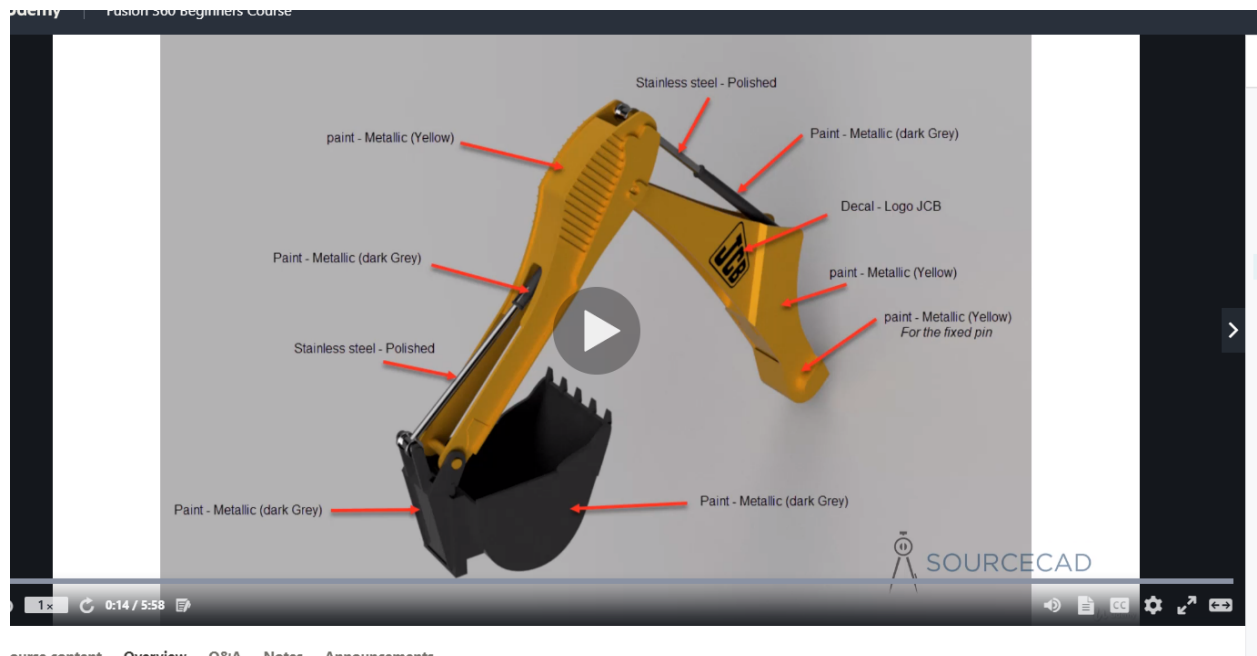 Fusion 360 Beginners Course
Stainless steel - Polished
paint - Metallic (Yellow)
Paint - Metallic (dark Grey)
Decal - Logo JCB
JCB
Paint - Metallic (dark Grey)
paint - Metallic (Yellow)
paint - Metallic (Yellow)
For the fixed pin
Stainless steel - Polished
Paint - Metallic (dark Grey)
Paint - Metallic (dark Grey)
SOURCECAD
1x
0:14 / 5:58
CC
Overview Q&A Notes Announcements